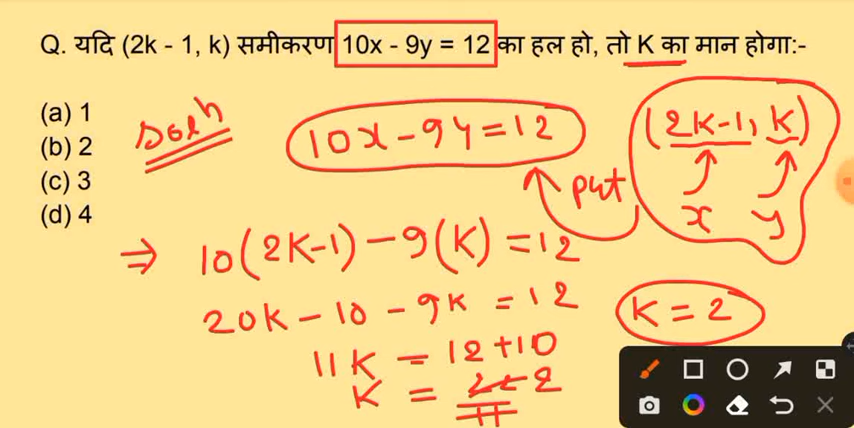 Q. यदि (2k - 1, k) समीकरण 10x - 9y = 12 का हल हो, तो K का मान होगा:-
(a) 1
(b) 2
(c) 3
(d) 4
Soln
10x - 9y = 12
(2K-1, K)
put
x y
⇒ 10(2K-1) - 9(K) = 12
20K - 10 - 9K = 12
11K = 12 + 10
K = 22/11 2
K = 2